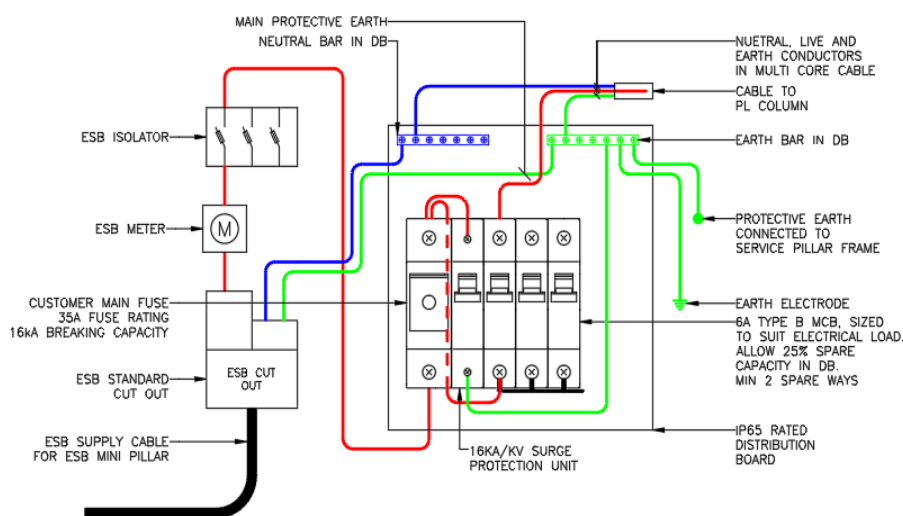 MAIN PROTECTIVE EARTH
NEUTRAL BAR IN DB
NUETRAL, LIVE AND
EARTH CONDUCTORS
IN MULTI CORE CABLE
CABLE TO
PL COLUMN
ESB ISOLATOR
EARTH BAR IN DB
ESB METER
M
PROTECTIVE EARTH
CONNECTED TO
SERVICE PILLAR FRAME
CUSTOMER MAIN FUSE
35A FUSE RATING
16kA BREAKING CAPACITY
EARTH ELECTRODE
6A TYPE B MCB, SIZED
TO SUIT ELECTRICAL LOAD.
ALLOW 25% SPARE
CAPACITY IN DB.
MIN 2 SPARE WAYS
ESB STANDARD
CUT OUT
ESB CUT
OUT
ESB SUPPLY CABLE
FOR ESB MINI PILLAR
16KA/KV SURGE
PROTECTION UNIT
IP65 RATED
DISTRIBUTION
BOARD